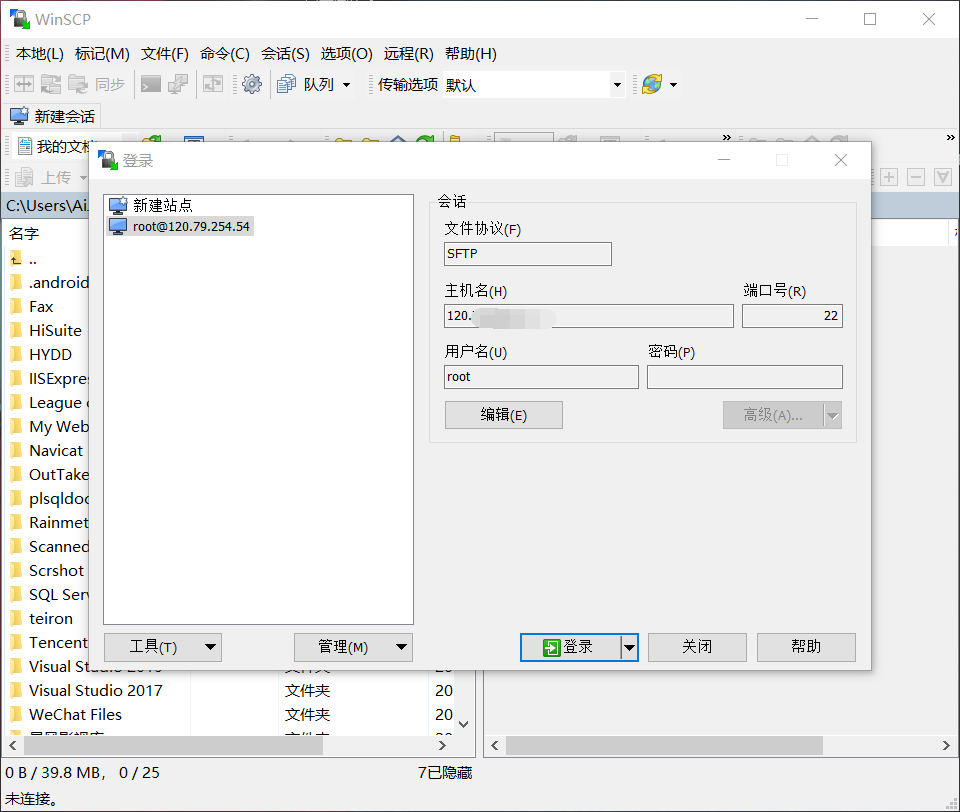 WinSCP
本地(L) 标记(M) 文件(F) 命令(C) 会话(S) 选项(O) 远程(R) 帮助(H)
同步 队列 传输选项 默认
新建会话
我的文档 » »
上传
C:\Users\Ai
名字
..
.android
Fax
HiSuite
HYDD
IISExpre
League
My Web
Navicat
OutTake
plsqldoc
Rainmet
Scanned
Scrshot
SQL Serv
teiron
Tencent
Visual Studio 2015
Visual Studio 2017 文件夹 20
WeChat Files 文件夹 20
登录
新建站点
root@120.79.254.54
会话
文件协议(F)
SFTP
主机名(H) 端口号(R)
120. 22
用户名(U) 密码(P)
root
编辑(E) 高级(A)...
工具(T) 管理(M) 登录 关闭 帮助
0 B / 39.8 MB, 0 / 25 7已隐藏
未连接。